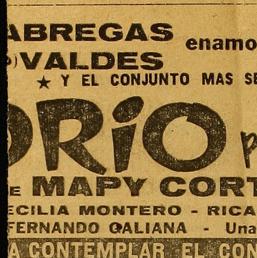 ABREGAS enamo
) VALDES
★ Y EL CONJUNTO MAS SE
ORIO P
E MAPY CORT
ECILIA MONTERO - RICA
FERNANDO GALIANA - Una
A CONTEMPLAR EL CON